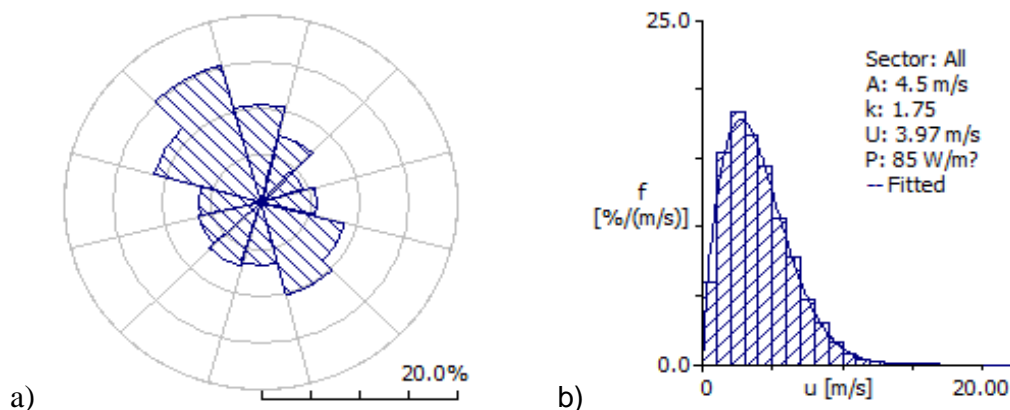 a)
20.0%
b)
25.0
Sector: All
A: 4.5 m/s
k: 1.75
U: 3.97 m/s
P: 85 W/m?
-- Fitted
f
[%/(m/s)]
0.0
0
u [m/s]
20.00